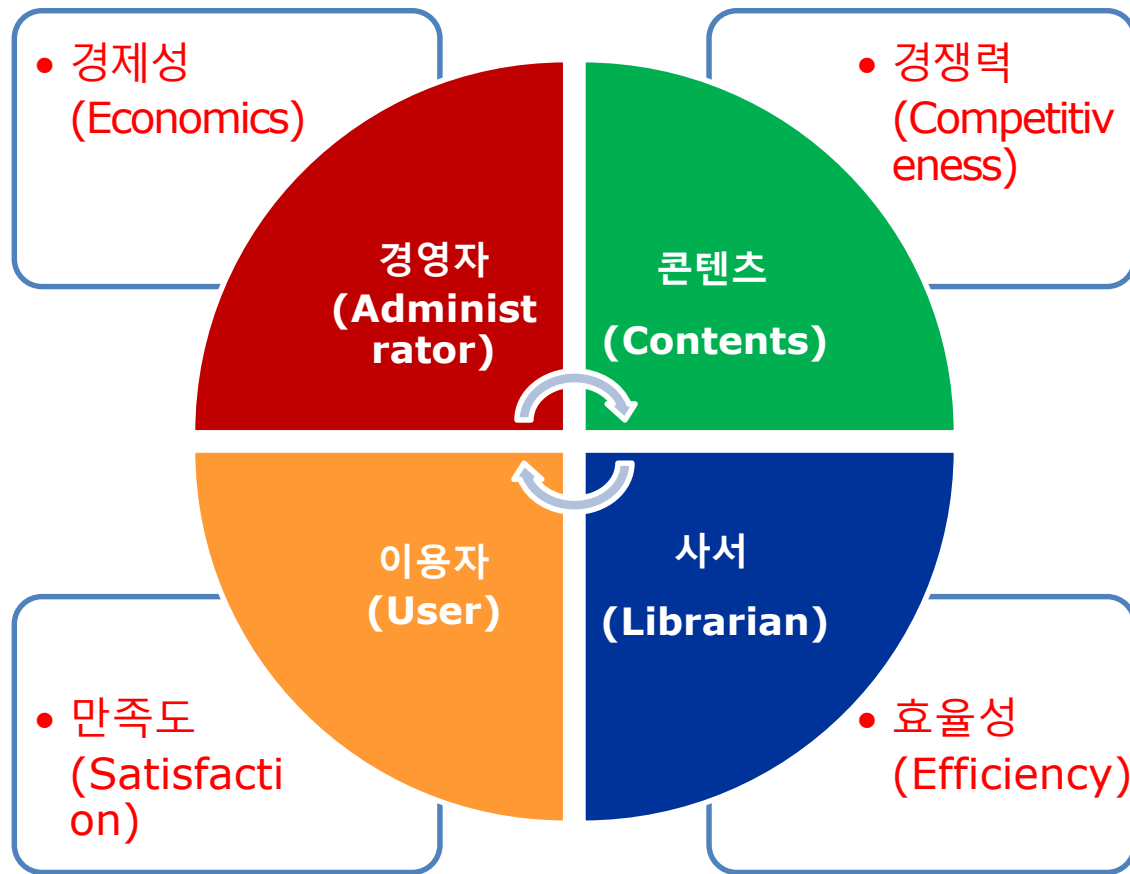 • 경제성
(Economics)
• 경쟁력
(Competitiv
eness)
경영자
(Administ
rator)
콘텐츠
(Contents)
이용자
(User)
사서
(Librarian)
• 만족도
(Satisfacti
on)
• 효율성
(Efficiency)